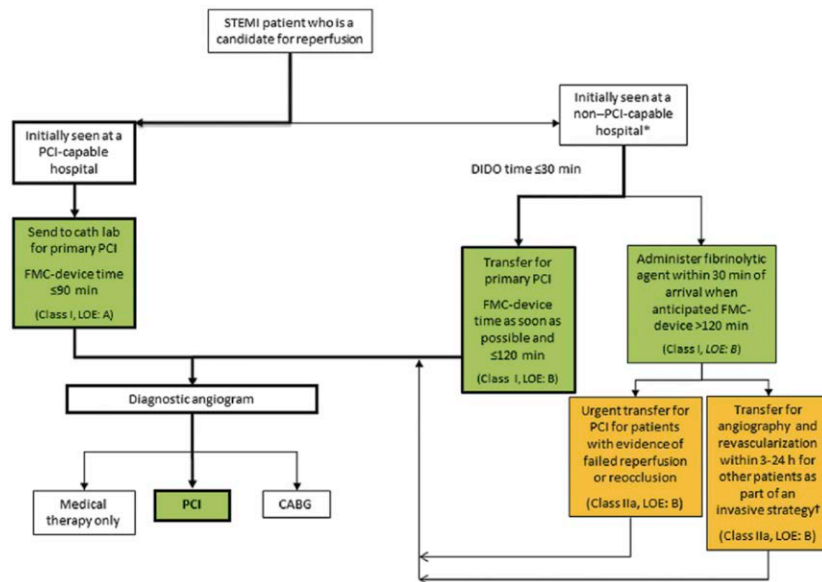 STEMI patient who is a
candidate for reperfusion
Initially seen at a
non–PCI-capable
hospital*
Initially seen at a
PCI-capable
hospital
DIDO time ≤30 min
Send to cath lab
for primary PCI
FMC-device time
≤90 min
(Class I, LOE: A)
Transfer for
primary PCI
FMC-device
time as soon as
possible and
≤120 min
(Class I, LOE: B)
Administer fibrinolytic
agent within 30 min of
arrival when
anticipated FMC-
device >120 min
(Class I, LOE: B)
Diagnostic angiogram
Urgent transfer for
PCI for patients
with evidence of
failed reperfusion
or reocclusion
(Class IIa, LOE: B)
Transfer for
angiography and
revascularization
within 3-24 h for
other patients as
part of an
invasive strategy†
(Class IIa, LOE: B)
Medical
therapy only
PCI
CABG